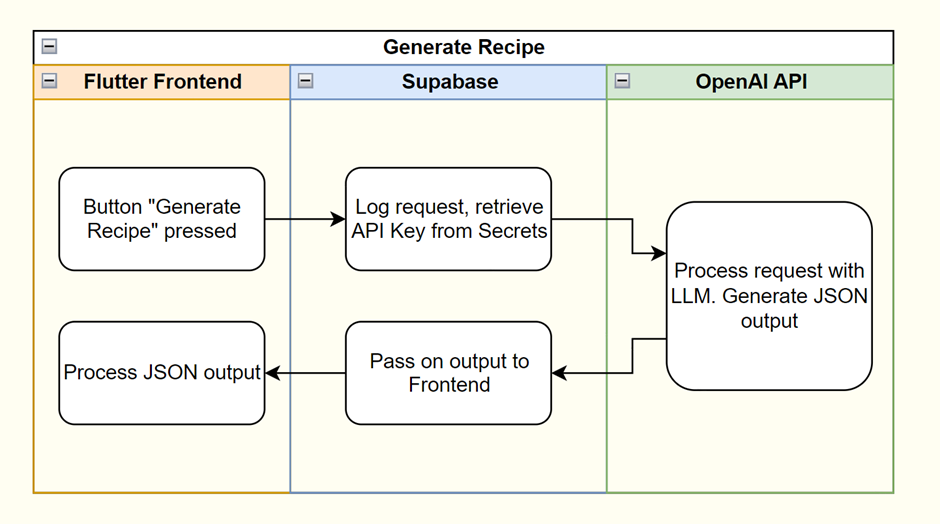 Generate Recipe
Flutter Frontend
Supabase
OpenAI API
Button "Generate
Recipe" pressed
Log request, retrieve
API Key from Secrets
Process request with
LLM. Generate JSON
output
Pass on output to
Frontend
Process JSON output